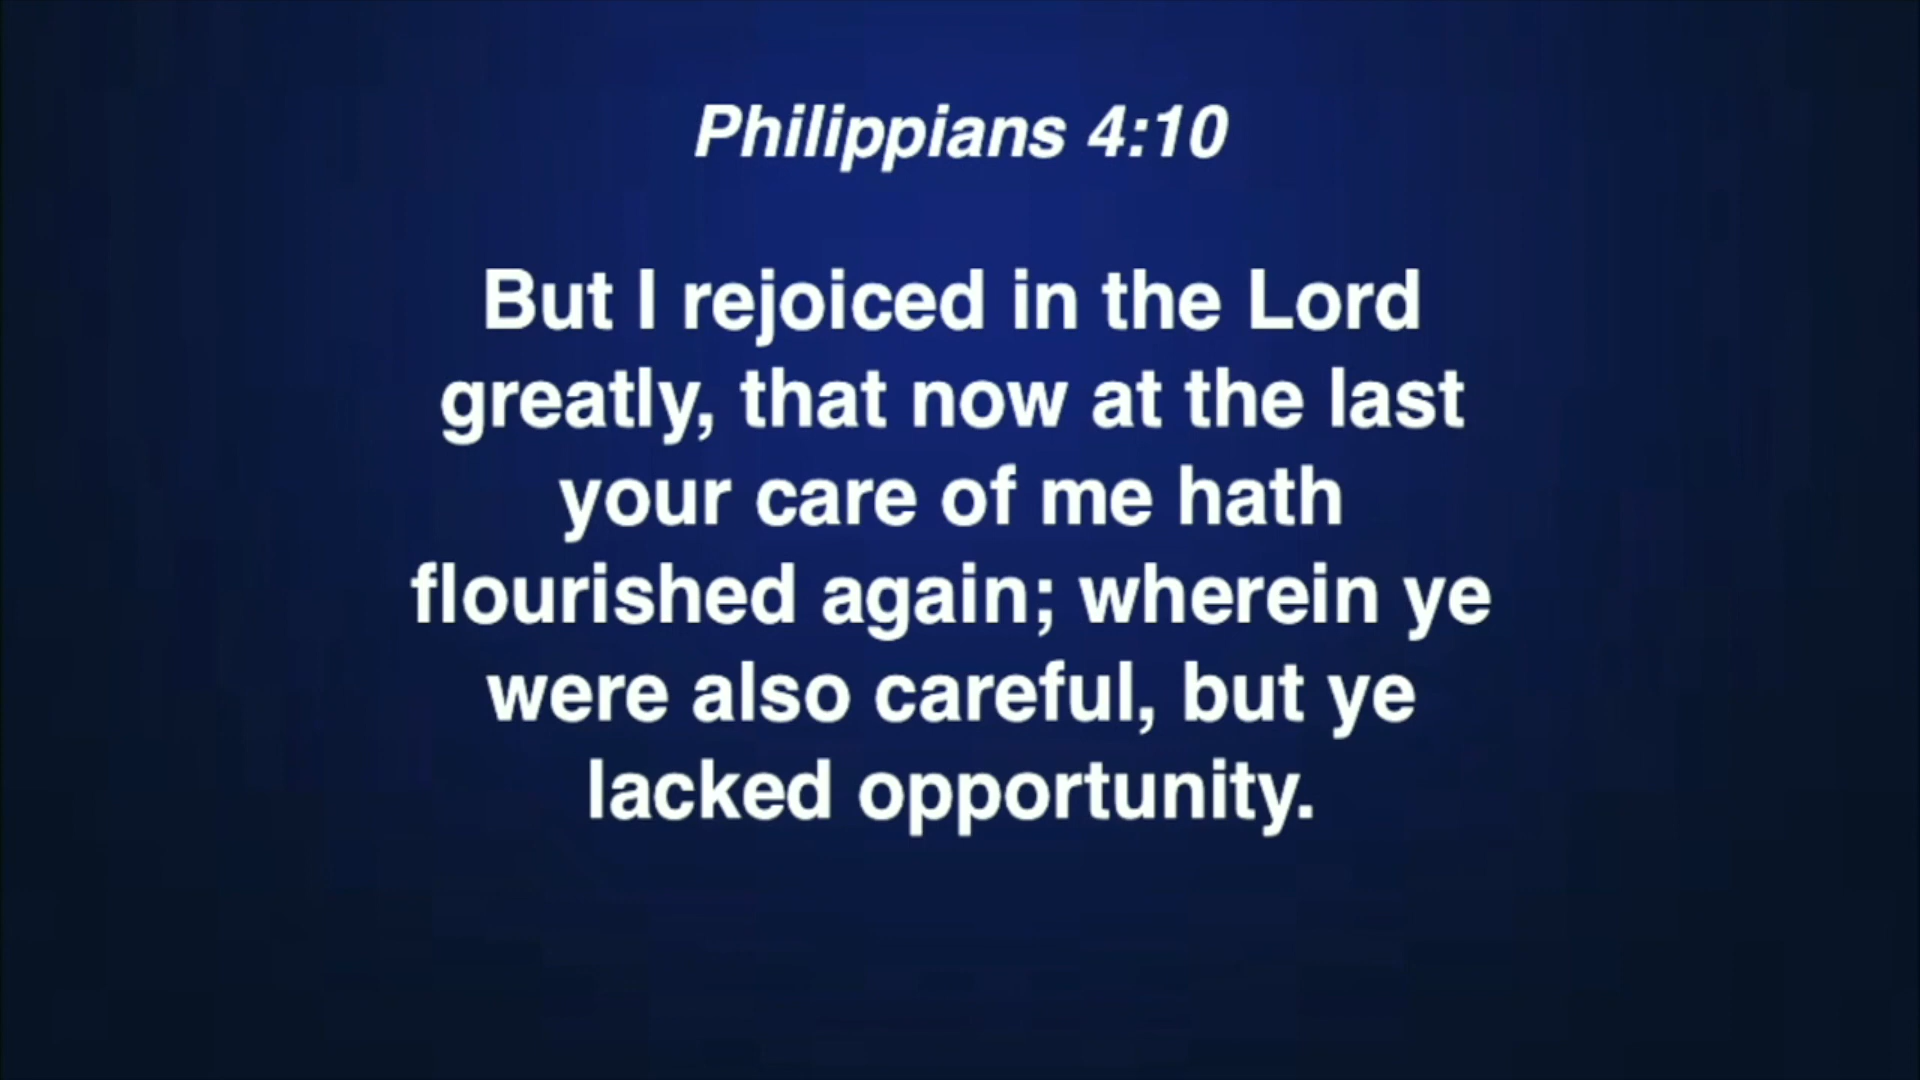 Philippians 4:10
But I rejoiced in the Lord
greatly, that now at the last
your care of me hath
flourished again; wherein ye
were also careful, but ye
lacked opportunity.